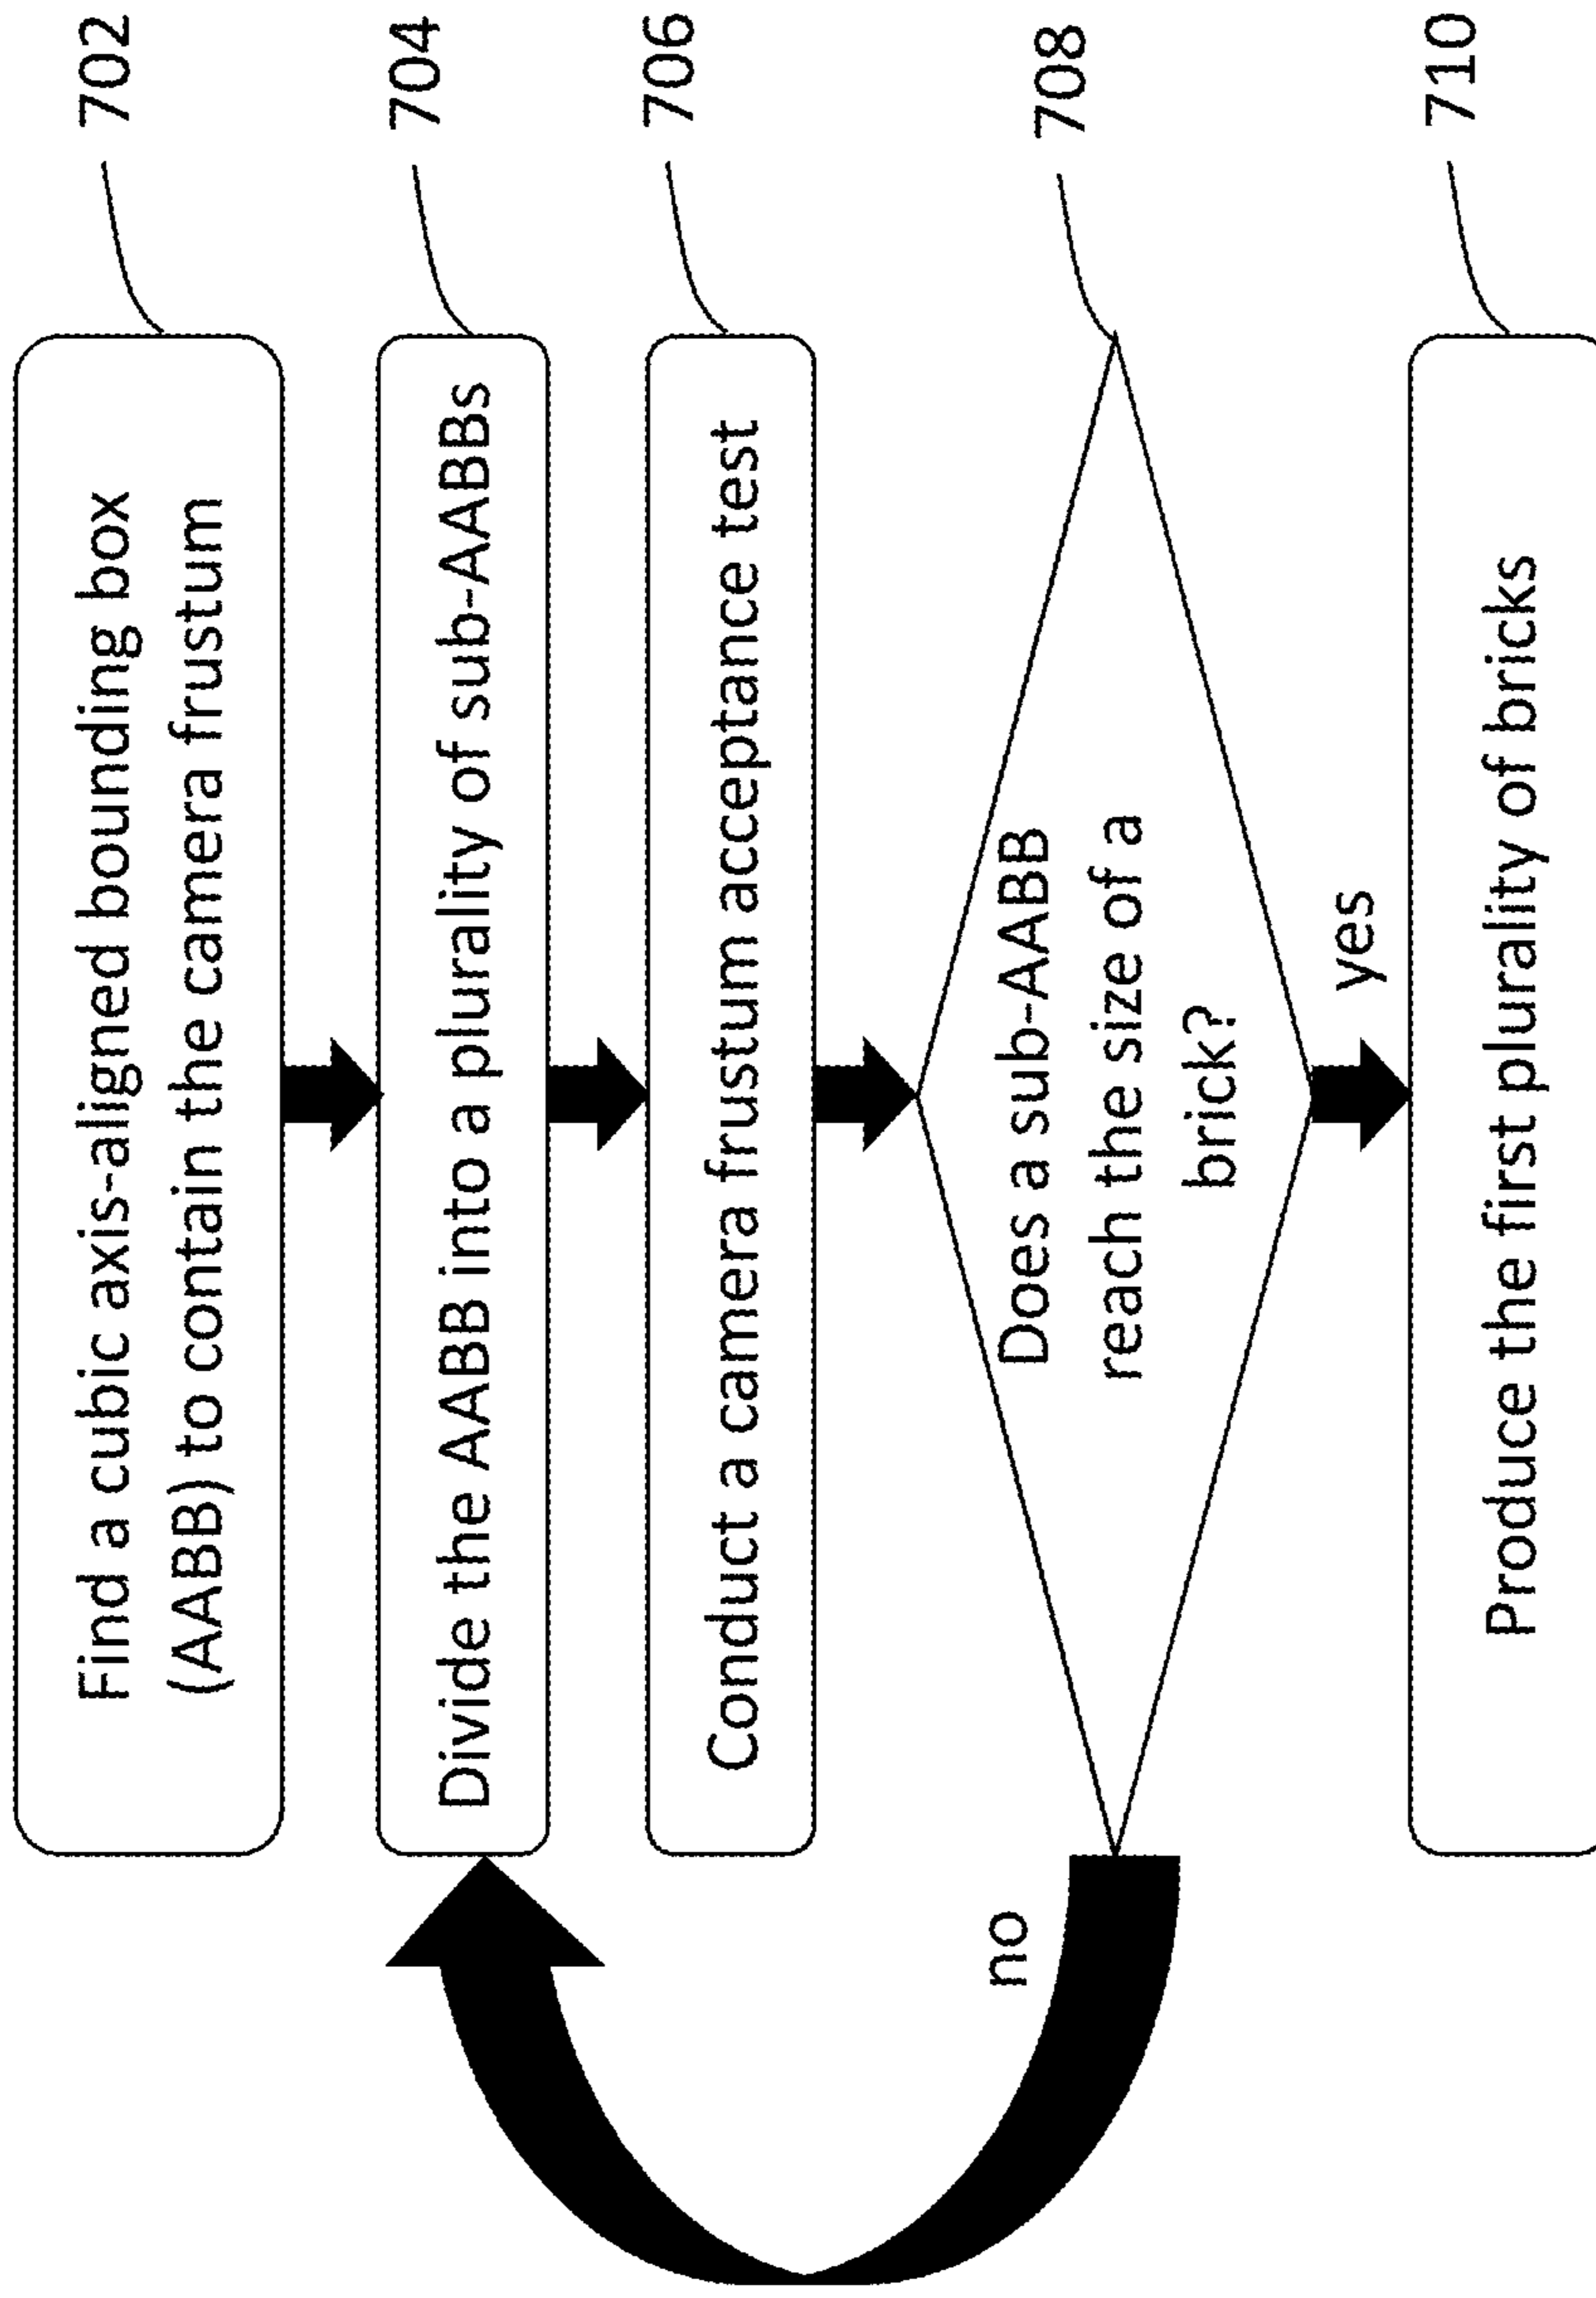 702
Find a cubic axis-aligned bounding box
(AABB) to contain the camera frustum
704
Divide the AABB into a plurality of sub-AABBs
706
Conduct a camera frustum acceptance test
708
Does a sub-AABB
reach the size of a
brick?
no
yes
710
Produce the first plurality of bricks